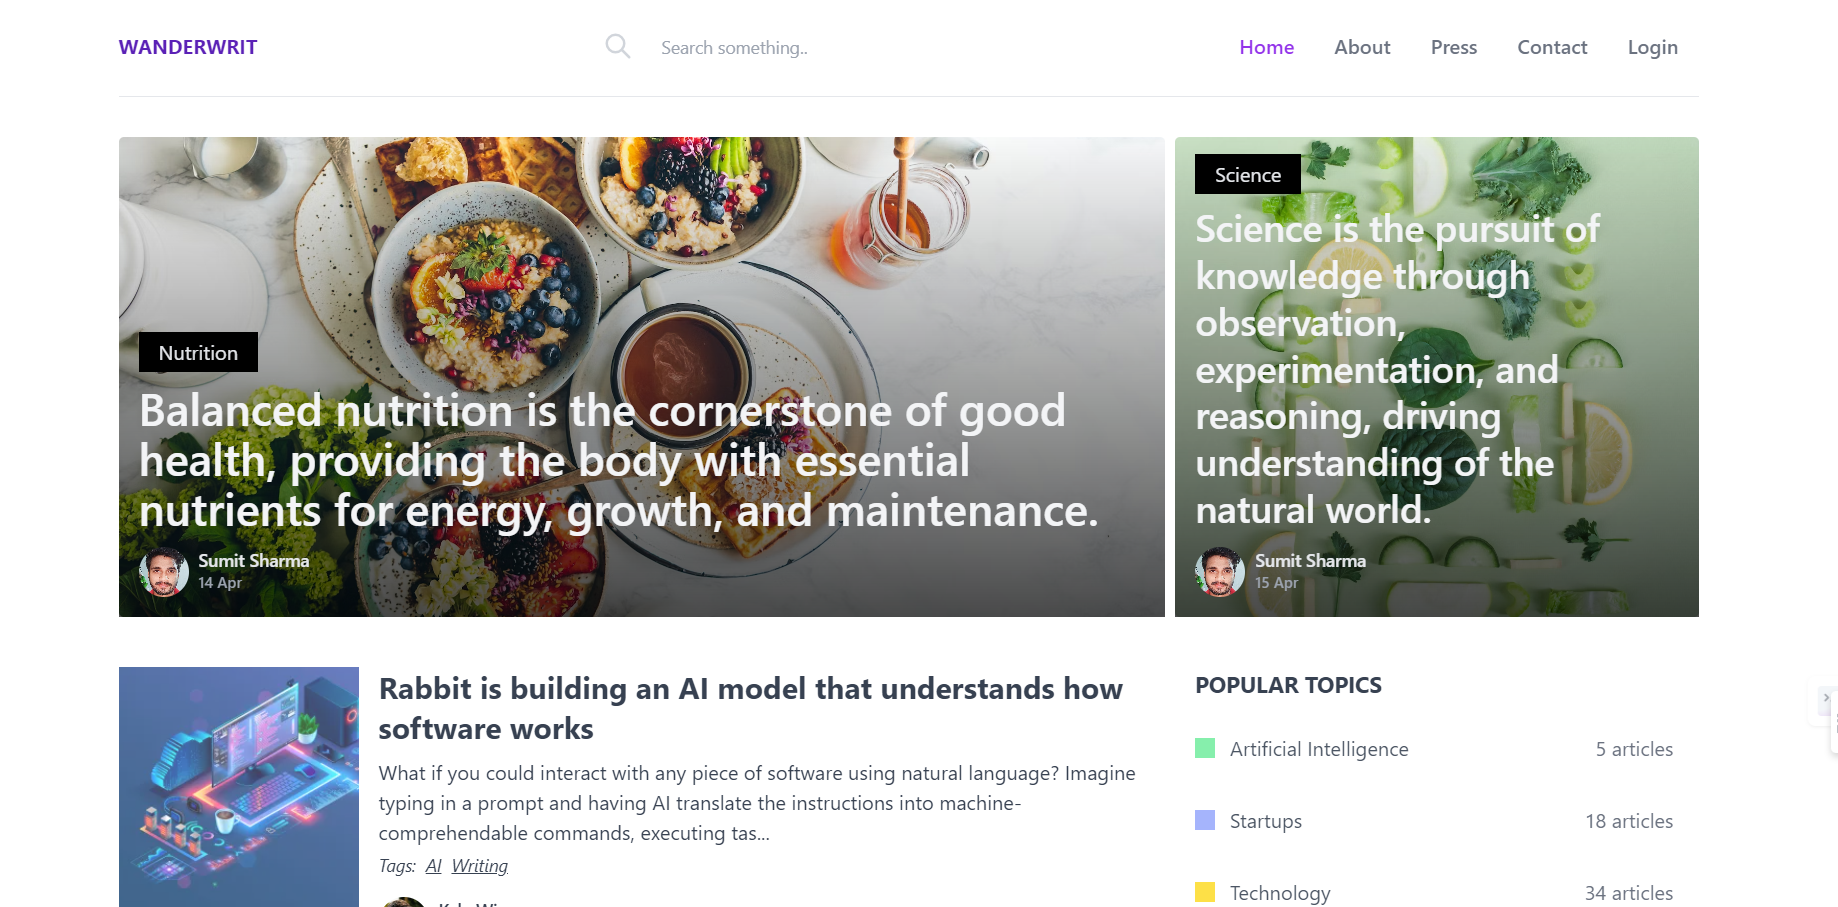 WANDERWRIT
Search something..
Home
About
Press
Contact
Login
Nutrition
Balanced nutrition is the cornerstone of good
health, providing the body with essential
nutrients for energy, growth, and maintenance.
Sumit Sharma
14 Apr
Science
Science is the pursuit of
knowledge through
observation,
experimentation, and
reasoning, driving
understanding of the
natural world.
Sumit Sharma
15 Apr
Rabbit is building an AI model that understands how
software works
What if you could interact with any piece of software using natural language? Imagine
typing in a prompt and having AI translate the instructions into machine-
comprehendable commands, executing tas...
Tags: AI Writing
POPULAR TOPICS
Artificial Intelligence 5 articles
Startups 18 articles
Technology 34 articles